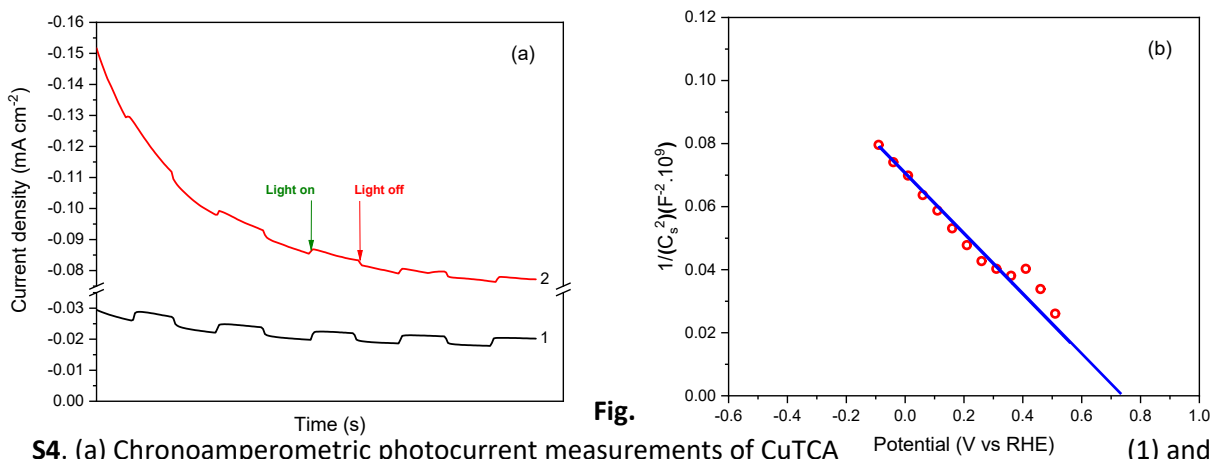 -0.16
-0.15
-0.14
-0.13
-0.12
-0.11
-0.10
-0.09
-0.08
-0.03
-0.02
-0.01
0.00
Current density (mA cm⁻²)
Time (s)
(a)
Light on
Light off
2
1
0.12
0.10
0.08
0.06
0.04
0.02
0.00
1/(Cₛ²)(F⁻².10⁹)
(b)
-0.6 -0.4 -0.2 0.0 0.2 0.4 0.6 0.8 1.0
Potential (V vs RHE)
Fig.
S4. (a) Chronoamperometric photocurrent measurements of CuTCA (1) and